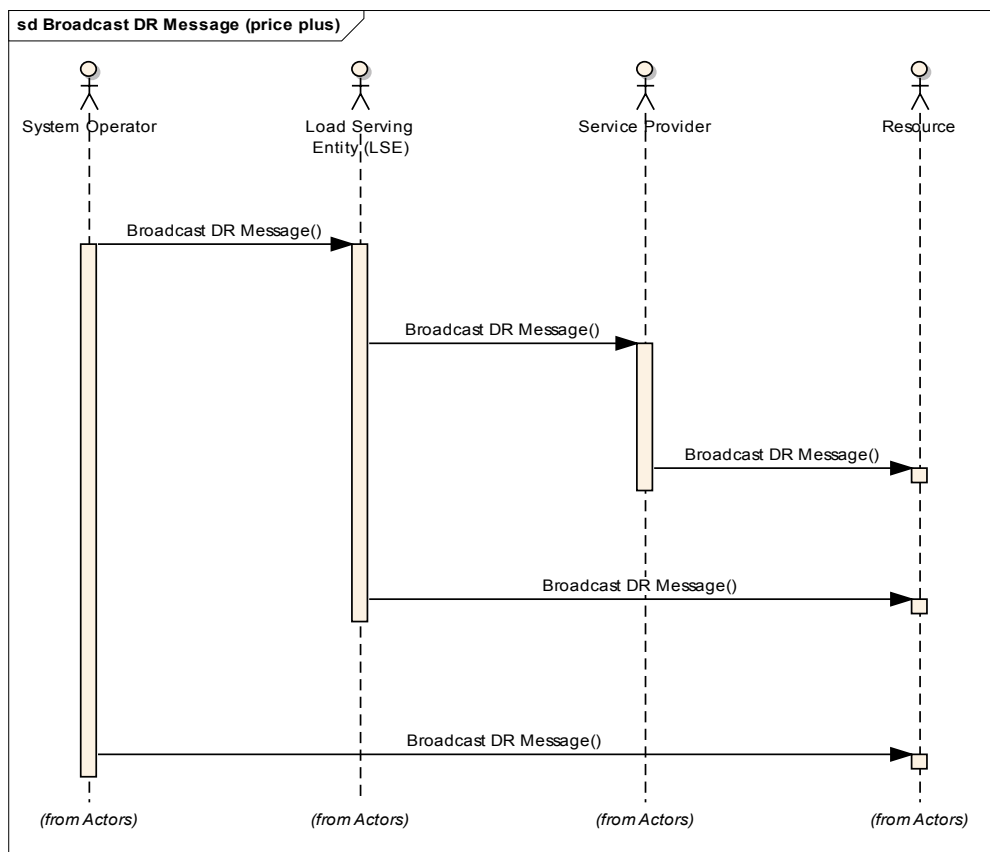 sd Broadcast DR Message (price plus)
System Operator
Load Serving
Entity (LSE)
Service Provider
Resource
Broadcast DR Message()
Broadcast DR Message()
Broadcast DR Message()
Broadcast DR Message()
Broadcast DR Message()
(from Actors)
(from Actors)
(from Actors)
(from Actors)